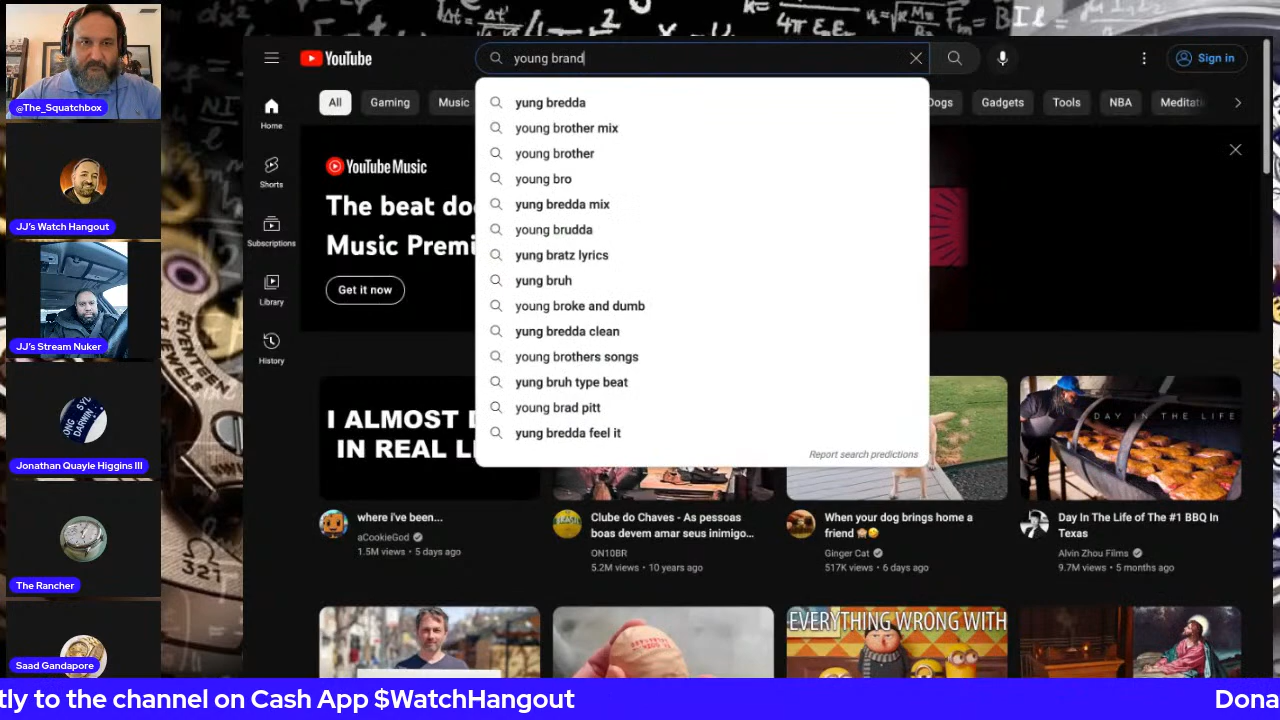 @The_Squatchbox
JJ's Watch Hangout
JJ's Stream Nuker
Jonathan Quayle Higgins III
The Rancher
Saad Gandapore
SEVENTEEN
JEWELS
321
YouTube
young brand
Sign in
Home
Shorts
Subscriptions
Library
History
All
Gaming
Music
Dogs
Gadgets
Tools
NBA
yung bredda
young brother mix
young brother
young bro
yung bredda mix
young brudda
yung bratz lyrics
yung bruh
young broke and dumb
yung bredda clean
young brothers songs
yung bruh type beat
young brad pitt
yung bredda feel it
Report search predictions
YouTube Music
The beat
Music
Get it now
I ALMOST
IN REAL
DAY IN THE LIFE
where i've been...
aCookieGod
1.5M views • 5 days ago
Clube do Chaves - As pessoas
boas devem amar seus inimigo...
ON10BR
5.2M views • 10 years ago
When your dog brings home a
friend
Ginger Cat
517K views • 6 days ago
Day In The Life of The #1 BBQ In
Texas
Alvin Zhou Films
9.7M views • 5 months ago
EVERYTHING WRONG WITH
tly to the channel on Cash App $WatchHangout
Dona